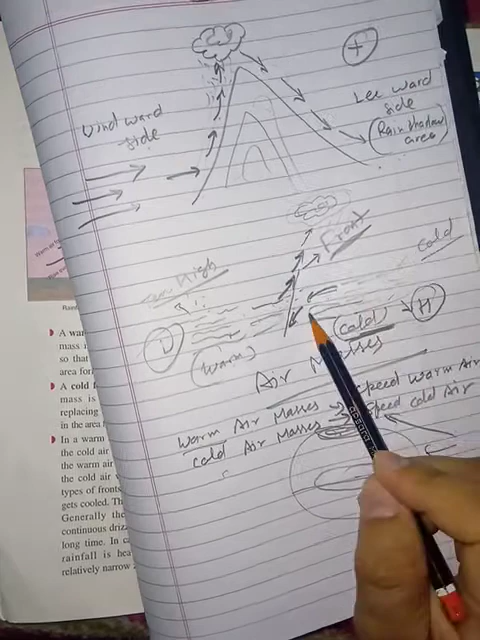 +
Wind ward
side
Lee ward
side
(Rain shadow
area)
Front
cold
High
(cold) → H
(warm)
Air Masses
Warm Air Masses → speed warm Air
cold Air Masses → speed cold Air
A war
mass i
so that
area for
A cold f
mass is
replacing
in the area
In a warm
the cold air
the warm air
the cold air
types of fronts
gets cooled. Th
Generally the
continuous driz
long time. In c
rainfall is hea
relatively narrow